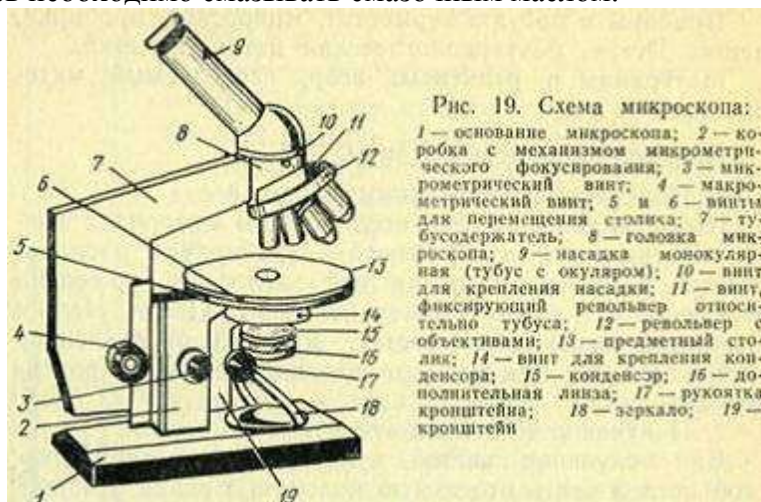 необходимо смазывать смазочным маслом.
Рис. 19. Схема микроскопа:
1 — основание микроскопа; 2 — ко-
робка с механизмом микрометри-
ческого фокусирования; 3 — мик-
рометрический винт; 4 — макро-
метрический винт; 5 и 6 — винты
для перемещения столика; 7 — ту-
бусодержатель; 8 — головка мик-
роскопа; 9 — насадка монокуляр-
ная (тубус с окуляром); 10 — винт
для крепления насадки; 11 — винт,
фиксирующий револьвер относи-
тельно тубуса; 12 — револьвер с
объективами; 13 — предметный сто-
лик; 14 — винт для крепления кон-
денсора; 15 — конденсор; 16 — до-
полнительная линза; 17 — рукоятка
кронштейна; 18 — зеркало; 19 —
кронштейн
9
10
11
8
12
7
6
5
13
14
4
15
16
3
17
2
18
1
19